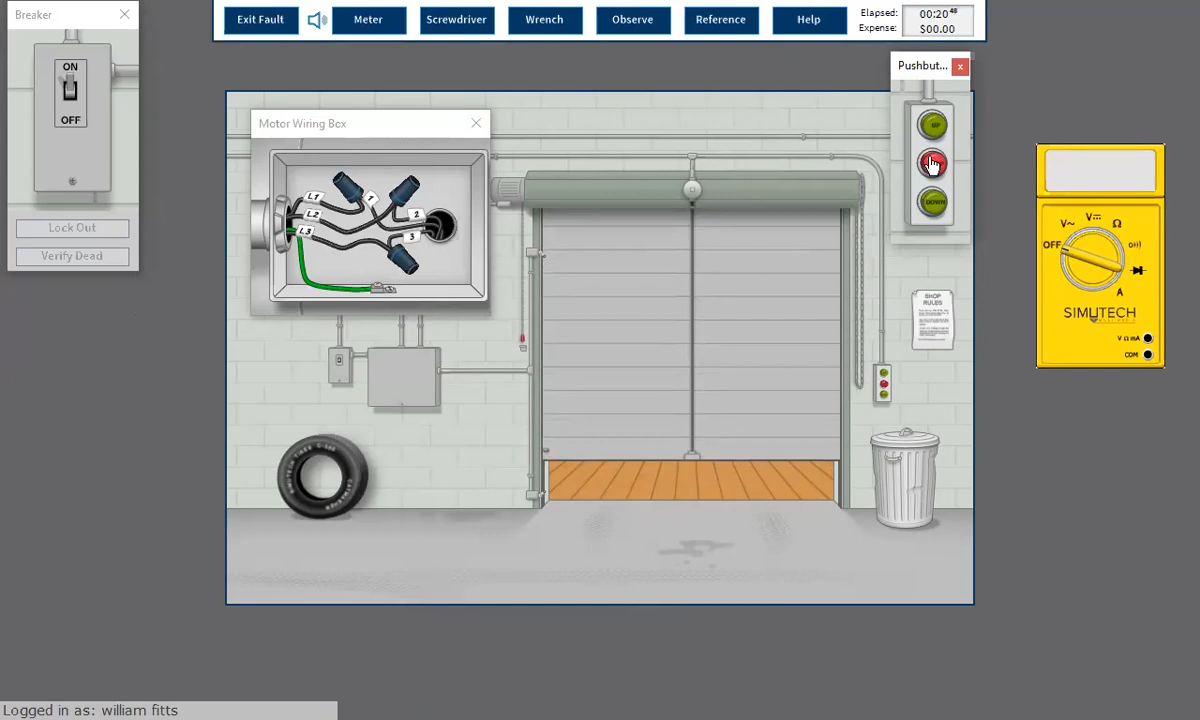 Breaker
ON
OFF
Lock Out
Verify Dead
Exit Fault
Meter
Screwdriver
Wrench
Observe
Reference
Help
Elapsed: 00:20 48
Expense: $00.00
Pushbut...
UP
DOWN
Motor Wiring Box
L1
L2
L3
1
2
3
SHOP
RULES
OFF
V~
V
Ω
A
SIMUTECH
V Ω mA
COM
Logged in as: william fitts